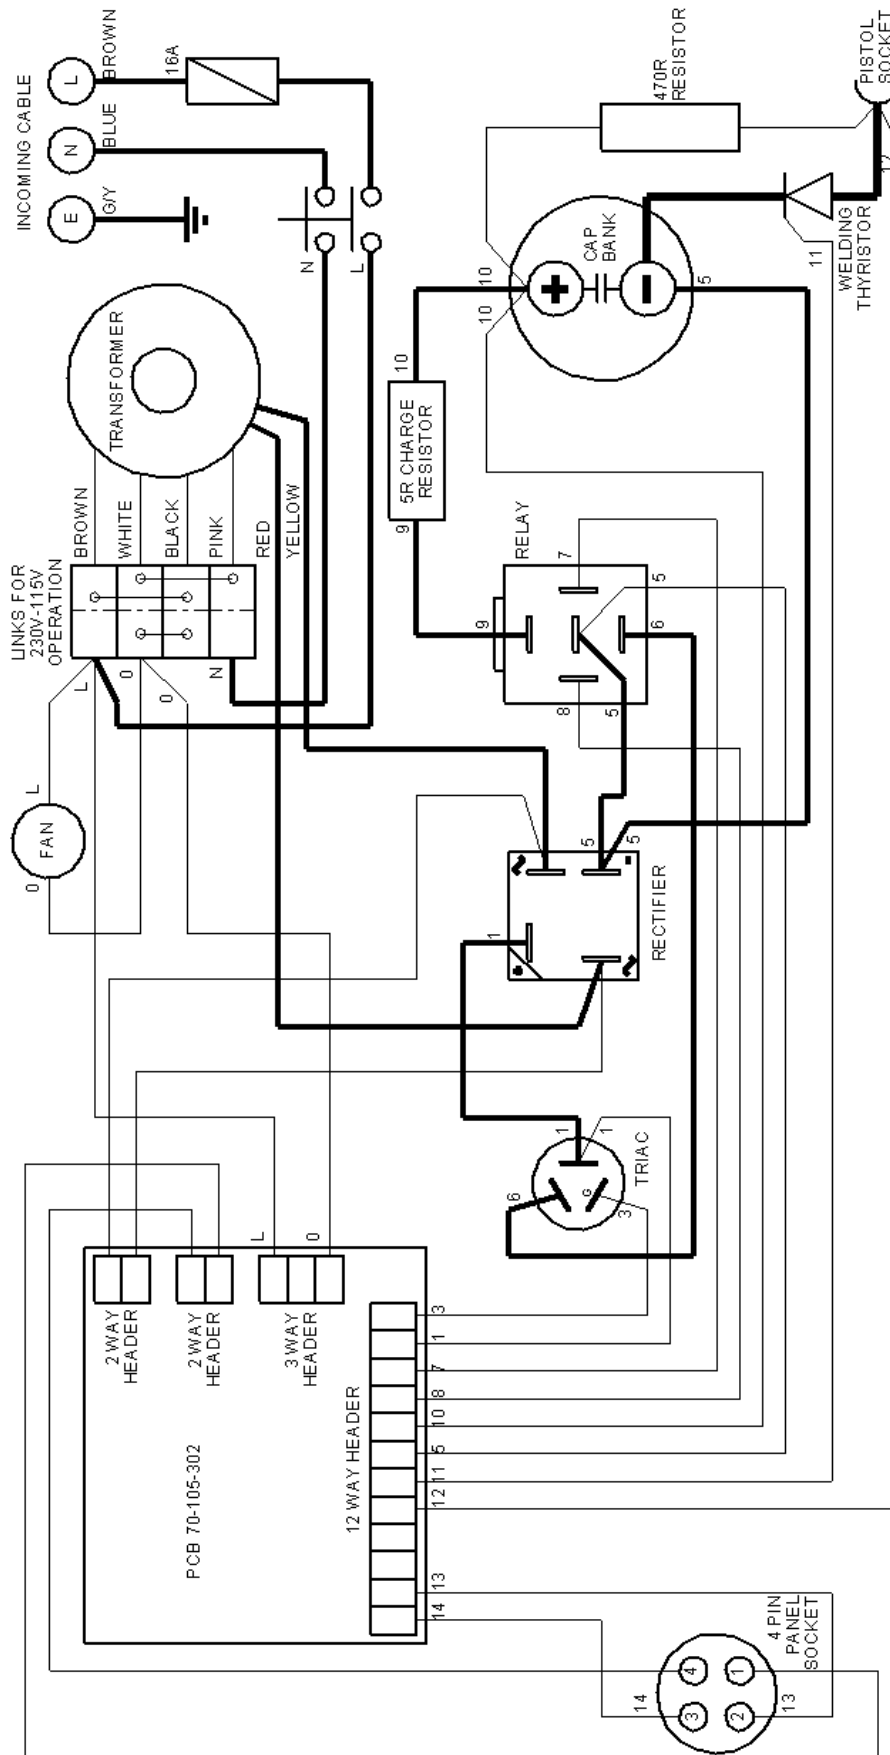 INCOMING CABLE
L
BROWN
N
BLUE
E
G/Y
16A
N
L
TRANSFORMER
LINKS FOR
230V-115V
OPERATION
BROWN
WHITE
BLACK
PINK
RED
YELLOW
L
0
0
N
FAN
L
0
470R
RESISTOR
PISTOL
SOCKET
12
WELDING
THYRISTOR
11
CAP
BANK
+
-
10
10
5
5R CHARGE
RESISTOR
10
9
RELAY
9
7
5
6
8
5
RECTIFIER
~
+
-
~
1
5
5
TRIAC
1
1
6
G
3
PCB 70-105-302
2 WAY
HEADER
2 WAY
HEADER
3 WAY
HEADER
L
0
12 WAY HEADER
14
13
12
11
5
10
8
7
1
3
4 PIN
PANEL
SOCKET
14
13
3
4
2
1